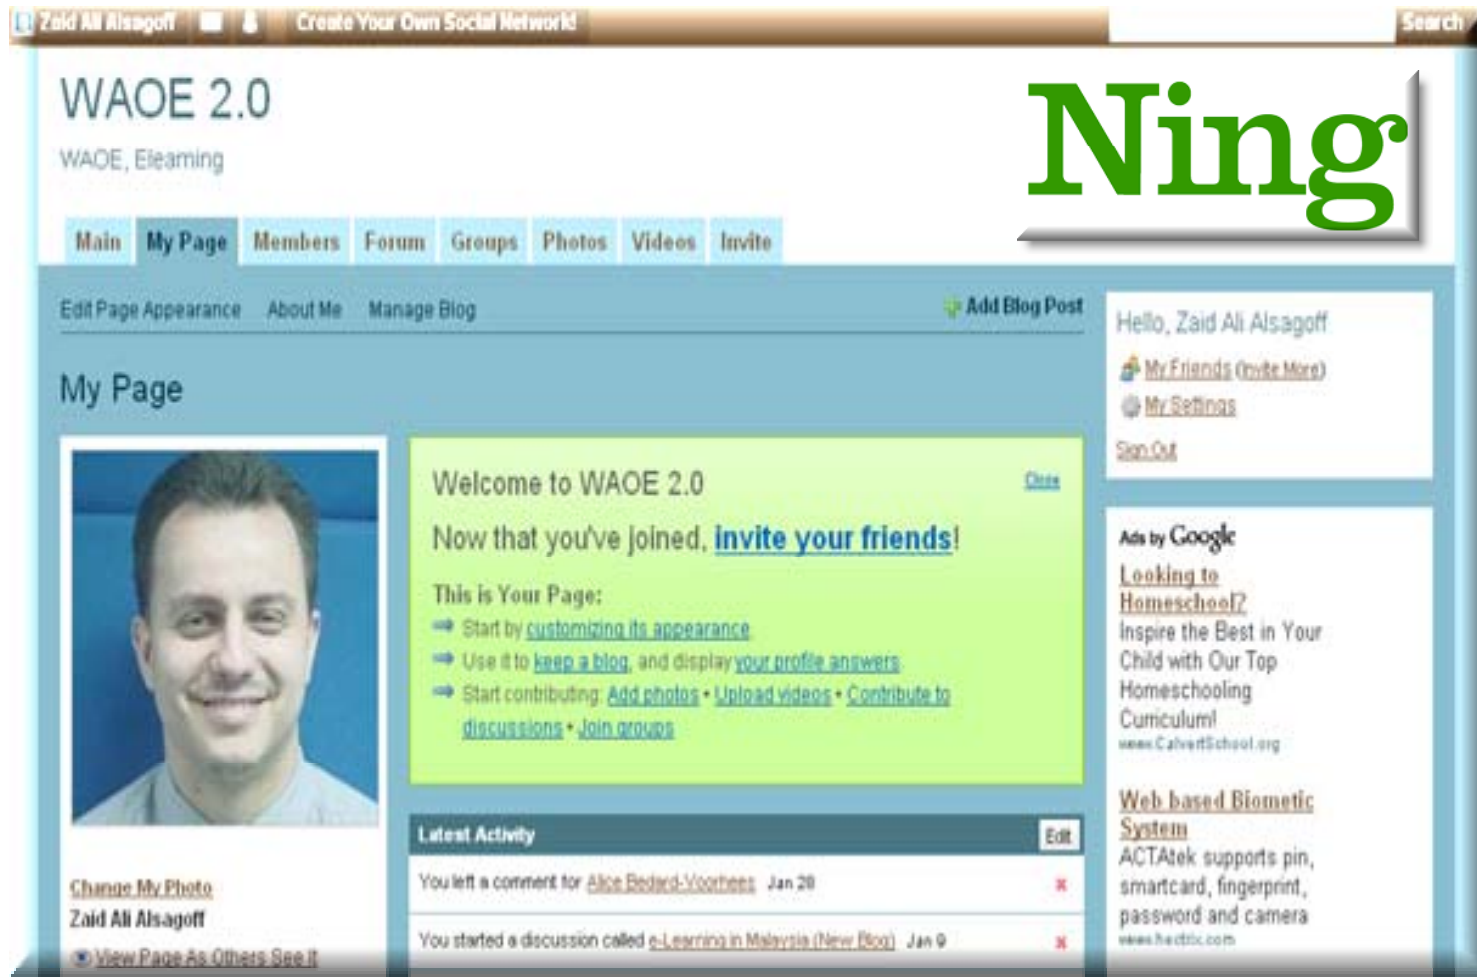 Zaid Ali Alsagoff Create Your Own Social Network! Search
WAOE 2.0
WAOE, Elearning
Ning
Main My Page Members Forum Groups Photos Videos Invite
Edit Page Appearance About Me Manage Blog Add Blog Post
My Page
Welcome to WAOE 2.0 Close
Now that you've joined, invite your friends!
This is Your Page:
Start by customizing its appearance
Use it to keep a blog, and display your profile answers
Start contributing: Add photos • Upload videos • Contribute to
discussions • Join groups
Latest Activity Edit
You left a comment for Alice Bedard-Voorhees Jan 28
You started a discussion called e-Learning in Malaysia (New Blog) Jan 9
Change My Photo
Zaid Ali Alsagoff
View Page As Others See It
Hello, Zaid Ali Alsagoff
My Friends (Invite More)
My Settings
Sign Out
Ads by Google
Looking to
Homeschool?
Inspire the Best in Your
Child with Our Top
Homeschooling
Curriculum!
www.CalvertSchool.org
Web based Biometic
System
ACTAtek supports pin,
smartcard, fingerprint,
password and camera
www.hectrix.com